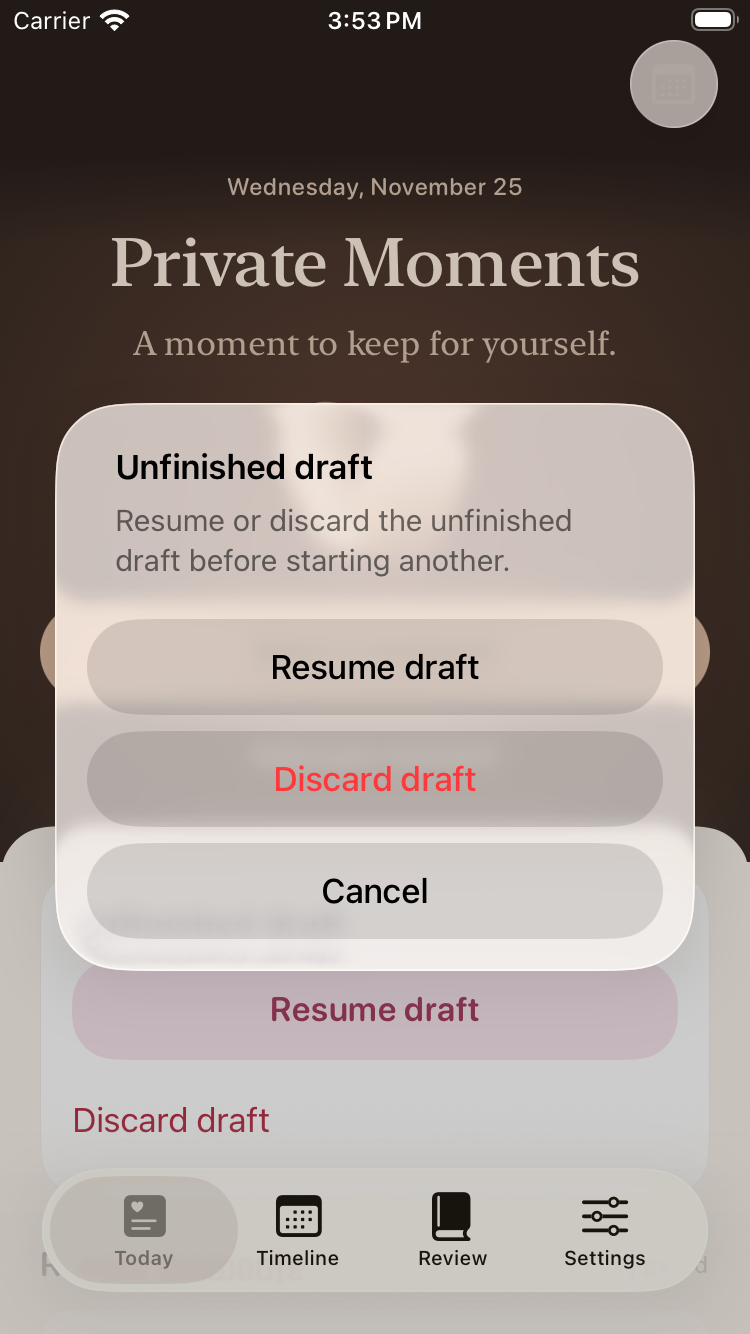 Carrier 3:53 PM
Wednesday, November 25
Private Moments
A moment to keep for yourself.
Unfinished draft
Resume or discard the unfinished
draft before starting another.
Resume draft
Discard draft
Cancel
Resume draft
Discard draft
Today Timeline Review Settings